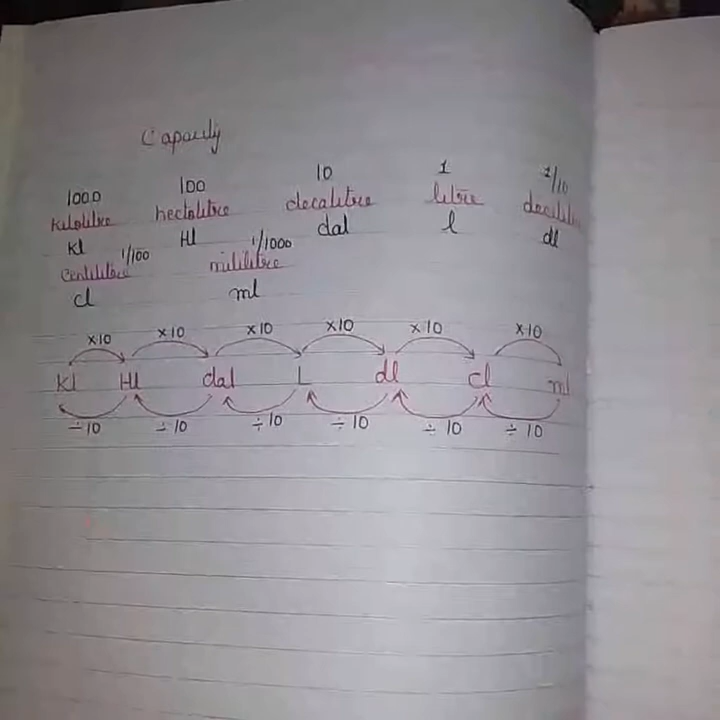 Capacity
1000 100 10 1 1/10
kilolitre hectolitre decalitre litre decilitre
Kl Hl dal l dl
1/100 1/1000
centilitre mililitre
cl ml
×10 ×10 ×10 ×10 ×10 ×10
Kl Hl dal L dl cl ml
÷10 ÷10 ÷10 ÷10 ÷10 ÷10